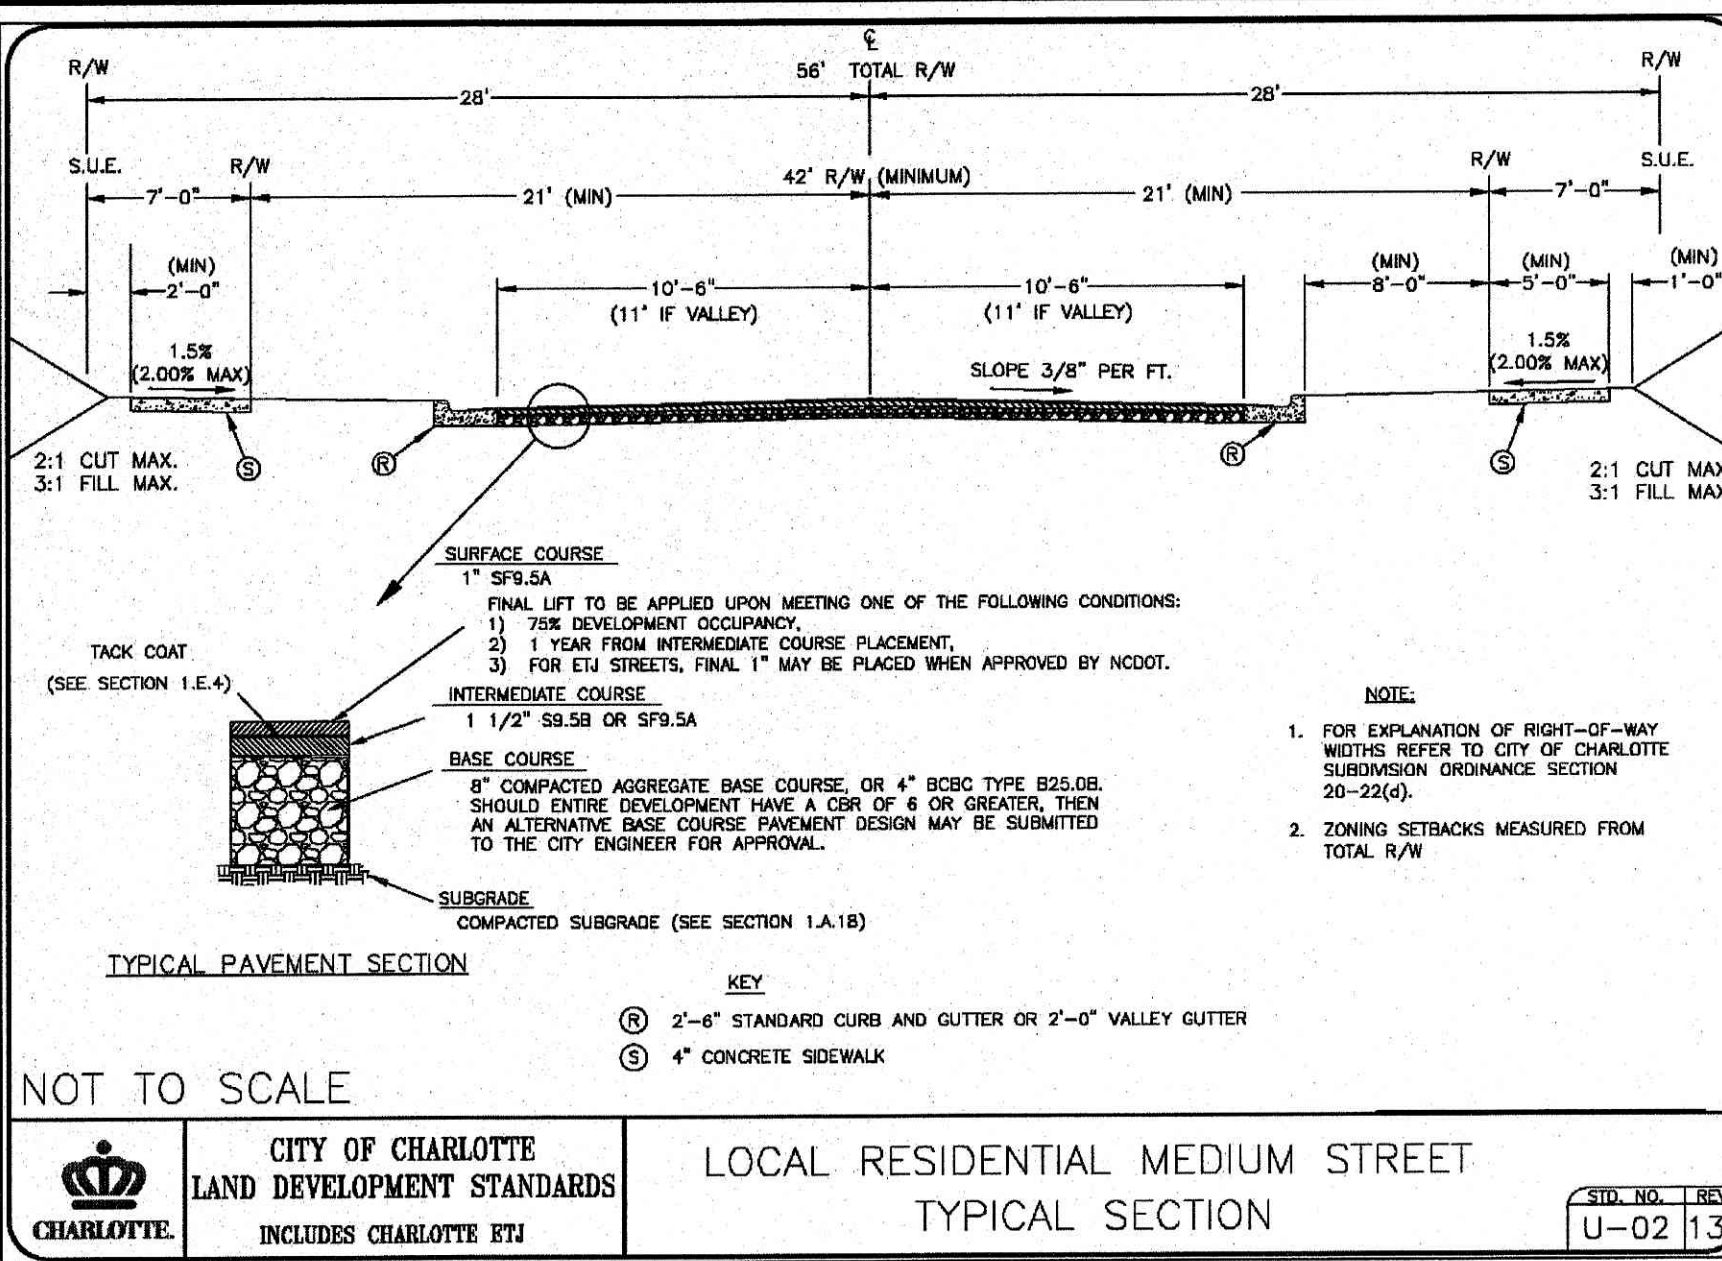 ℄
R/W
56' TOTAL R/W
R/W
28'
28'
S.U.E.
R/W
R/W
S.U.E.
42' R/W (MINIMUM)
7'-0"
21' (MIN)
21' (MIN)
7'-0"
(MIN)
2'-0"
10'-6"
(11' IF VALLEY)
10'-6"
(11' IF VALLEY)
(MIN)
8'-0"
(MIN)
5'-0"
(MIN)
1'-0"
1.5%
(2.00% MAX)
SLOPE 3/8" PER FT.
1.5%
(2.00% MAX)
2:1 CUT MAX.
3:1 FILL MAX.
S
R
R
S
2:1 CUT MAX
3:1 FILL MAX
SURFACE COURSE
1" SF9.5A
FINAL LIFT TO BE APPLIED UPON MEETING ONE OF THE FOLLOWING CONDITIONS:
1) 75% DEVELOPMENT OCCUPANCY,
2) 1 YEAR FROM INTERMEDIATE COURSE PLACEMENT,
3) FOR ETJ STREETS, FINAL 1" MAY BE PLACED WHEN APPROVED BY NCDOT.
TACK COAT
(SEE SECTION 1.E.4)
INTERMEDIATE COURSE
1 1/2" S9.5B OR SF9.5A
BASE COURSE
8" COMPACTED AGGREGATE BASE COURSE, OR 4" BCBC TYPE B25.0B.
SHOULD ENTIRE DEVELOPMENT HAVE A CBR OF 6 OR GREATER, THEN
AN ALTERNATIVE BASE COURSE PAVEMENT DESIGN MAY BE SUBMITTED
TO THE CITY ENGINEER FOR APPROVAL.
SUBGRADE
COMPACTED SUBGRADE (SEE SECTION 1.A.18)
TYPICAL PAVEMENT SECTION
NOTE:
1. FOR EXPLANATION OF RIGHT-OF-WAY
WIDTHS REFER TO CITY OF CHARLOTTE
SUBDIVISION ORDINANCE SECTION
20-22(d).
2. ZONING SETBACKS MEASURED FROM
TOTAL R/W
KEY
R 2'-6" STANDARD CURB AND GUTTER OR 2'-0" VALLEY GUTTER
S 4" CONCRETE SIDEWALK
NOT TO SCALE
CHARLOTTE.
CITY OF CHARLOTTE
LAND DEVELOPMENT STANDARDS
INCLUDES CHARLOTTE ETJ
LOCAL RESIDENTIAL MEDIUM STREET
TYPICAL SECTION
STD. NO. REV
U-02 13